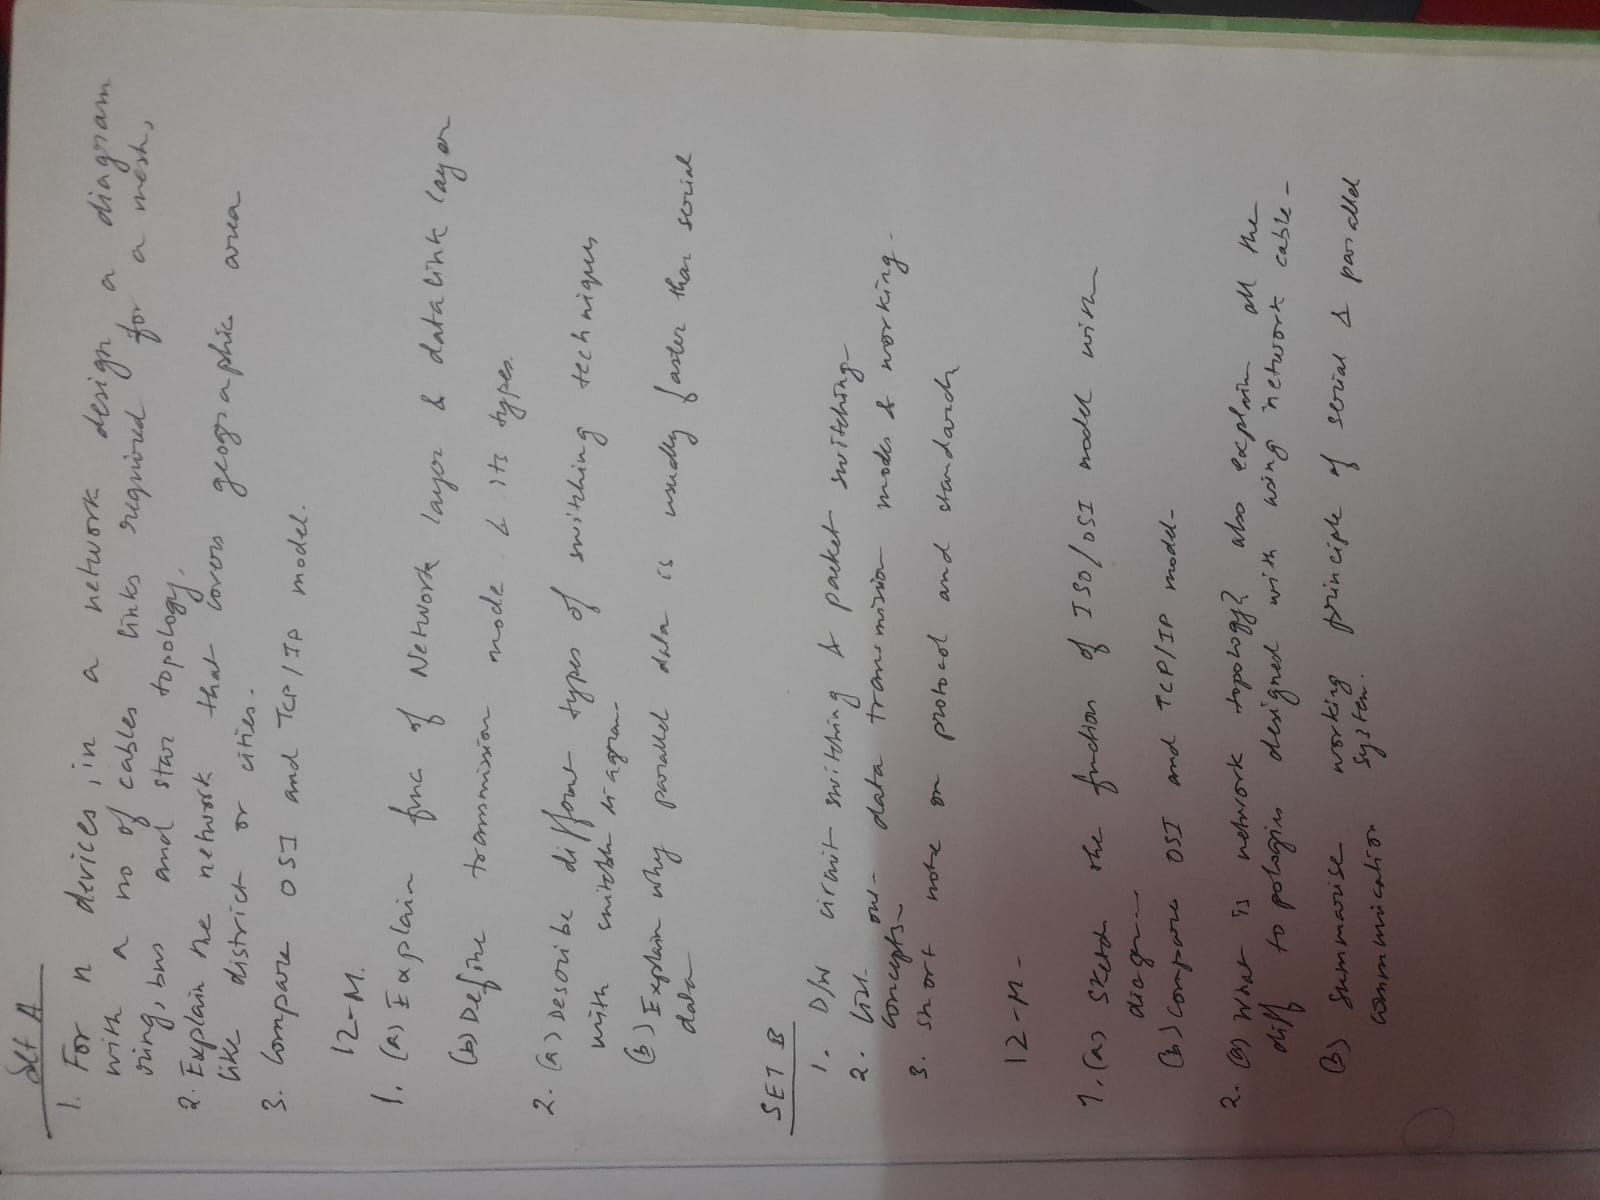 Set A
1. For n devices, in a network design a diagram
with a no of cables links required for a mesh,
ring, bus and star topology.
2. Explain the network that covers geographic area
like district or cities.
3. Compare OSI and TCP/IP model.
12-M.
1. (a) Explain func of Network layer & data link layer
(b) Define transmission mode & its types.
2. (a) Describe different types of switching techniques
with suitable diagram
(b) Explain why parallel data is usually faster than serial
data
SET B
1. D/W circuit switching & packet switching
2. List one data transmission modes & working.
concepts
3. Short note on protocol and standards
12-M-
1. (a) Sketch the function of ISO/OSI model with
diagram
(b) Compare OSI and TCP/IP model-
2. (a) What is network topology? also explain all the
diff topologies designed with using network cable-
(B) Summarise working principle of serial & parallel
communication system.